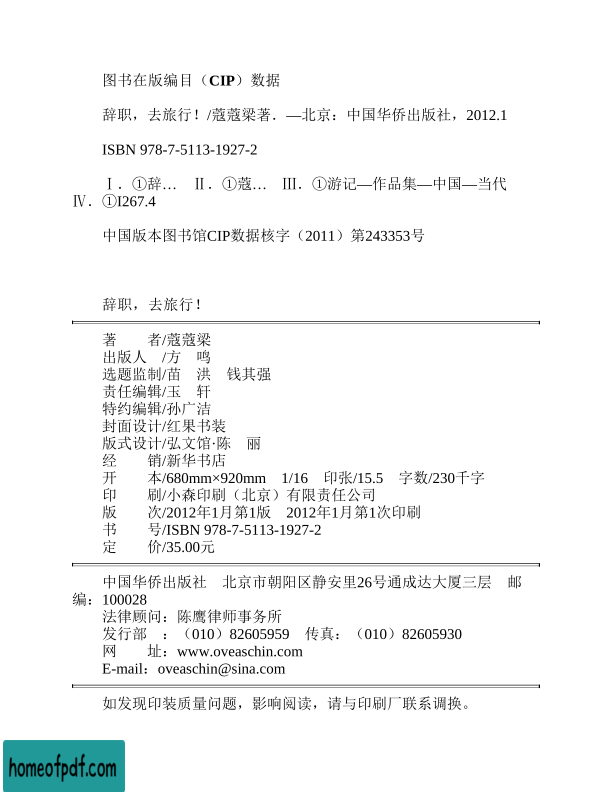 图书在版编目（CIP）数据
辞职，去旅行！/蔻蔻梁著．—北京：中国华侨出版社，2012.1
ISBN 978-7-5113-1927-2
Ⅰ．①辞…　Ⅱ．①蔻…　Ⅲ．①游记—作品集—中国—当代
Ⅳ．①I267.4
中国版本图书馆CIP数据核字（2011）第243353号
辞职，去旅行！
著　　者/蔻蔻梁
出版人　/方　鸣
选题监制/苗　洪　钱其强
责任编辑/玉　轩
特约编辑/孙广洁
封面设计/红果书装
版式设计/弘文馆·陈　丽
经　　销/新华书店
开　　本/680mm×920mm　1/16　印张/15.5　字数/230千字
印　　刷/小森印刷（北京）有限责任公司
版　　次/2012年1月第1版　2012年1月第1次印刷
书　　号/ISBN 978-7-5113-1927-2
定　　价/35.00元
中国华侨出版社　北京市朝阳区静安里26号通成达大厦三层　邮
编：100028
法律顾问：陈鹰律师事务所
发行部　：（010）82605959　传真：（010）82605930
网　　址：www.oveaschin.com
E-mail：oveaschin@sina.com
如发现印装质量问题，影响阅读，请与印刷厂联系调换。
homeofpdf.com